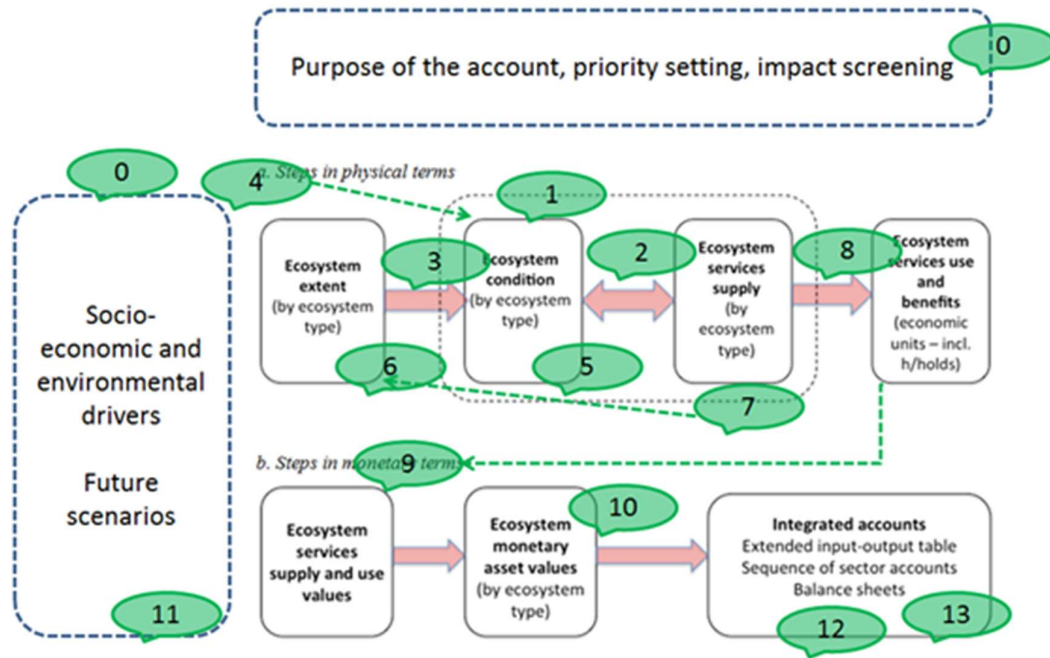 0
Purpose of the account, priority setting, impact screening
0
4
a. Steps in physical terms
Socio-
economic and
environmental
drivers
Future
scenarios
11
Ecosystem
extent
(by ecosystem
type)
3
6
1
Ecosystem
condition
(by ecosystem
type)
5
2
Ecosystem
services
supply
(by
ecosystem
type)
7
8
Ecosystem
services use
and
benefits
(economic
units – incl.
h/holds)
b. Steps in monetary terms
9
Ecosystem
services
supply and use
values
Ecosystem
monetary
asset values
(by ecosystem
type)
10
Integrated accounts
Extended input-output table
Sequence of sector accounts
Balance sheets
12
13